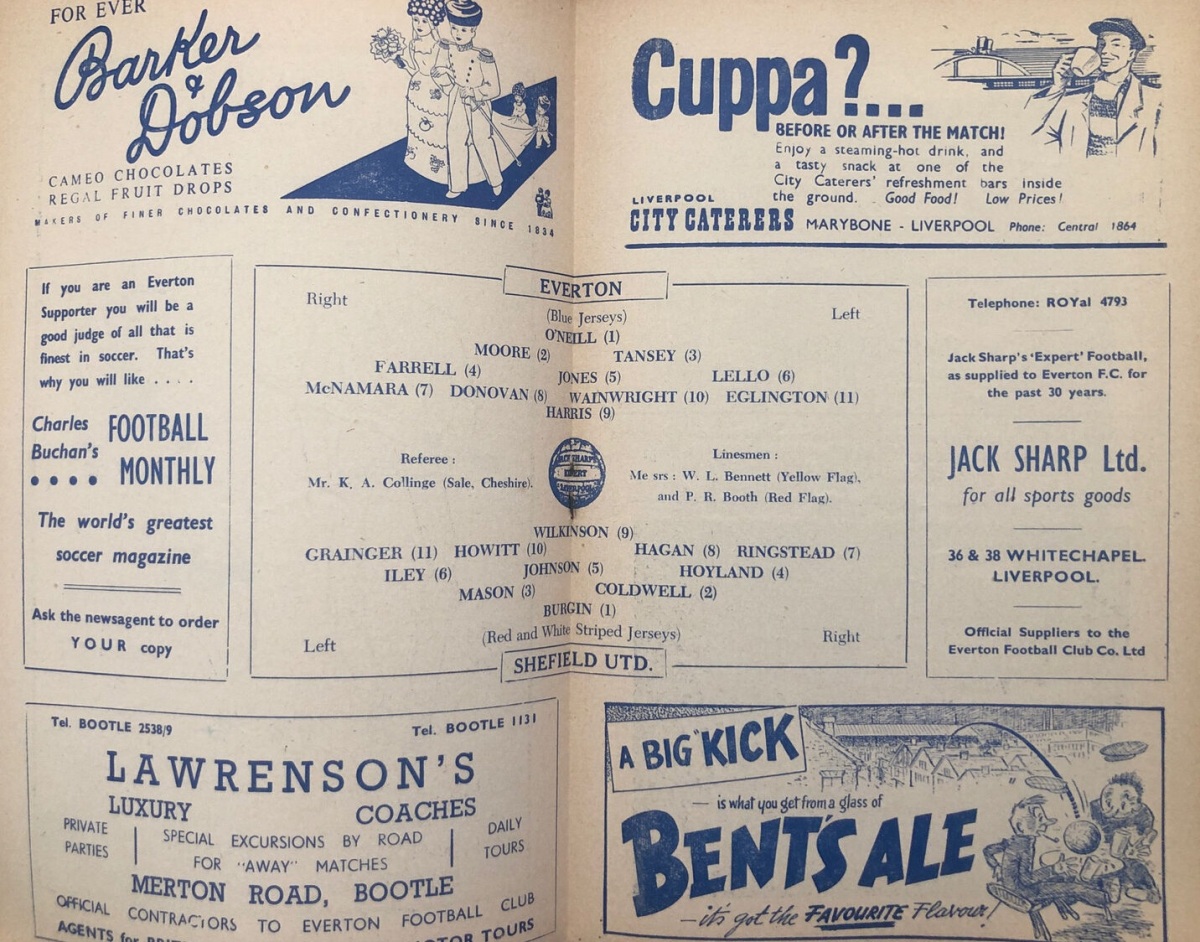 FOR EVER
Barker
&
Dobson
CAMEO CHOCOLATES
REGAL FRUIT DROPS
MAKERS OF FINER CHOCOLATES AND CONFECTIONERY SINCE 1834
Cuppa?...
BEFORE OR AFTER THE MATCH!
Enjoy a steaming-hot drink, and
a tasty snack at one of the
City Caterers' refreshment bars inside
the ground. Good Food! Low Prices!
LIVERPOOL
CITY CATERERS MARYBONE - LIVERPOOL Phone: Central 1864
If you are an Everton
Supporter you will be a
good judge of all that is
finest in soccer. That's
why you will like . . . .
Charles
Buchan's
FOOTBALL
MONTHLY
The world's greatest
soccer magazine
Ask the newsagent to order
YOUR copy
EVERTON
Right
(Blue Jerseys)
Left
O'NEILL (1)
MOORE (2) TANSEY (3)
FARRELL (4) JONES (5) LELLO (6)
McNAMARA (7) DONOVAN (8) WAINWRIGHT (10) EGLINGTON (11)
HARRIS (9)
Referee :
Mr. K. A. Collinge (Sale, Cheshire).
JACK SHARP'S
EXPERT
LIVERPOOL
Linesmen :
Me srs : W. L. Bennett (Yellow Flag),
and P. R. Booth (Red Flag).
WILKINSON (9)
GRAINGER (11) HOWITT (10) HAGAN (8) RINGSTEAD (7)
ILEY (6) JOHNSON (5) HOYLAND (4)
MASON (3) COLDWELL (2)
BURGIN (1)
Left
(Red and White Striped Jerseys)
Right
SHEFIELD UTD.
Telephone: ROYal 4793
Jack Sharp's 'Expert' Football,
as supplied to Everton F.C. for
the past 30 years.
JACK SHARP Ltd.
for all sports goods
36 & 38 WHITECHAPEL.
LIVERPOOL.
Official Suppliers to the
Everton Football Club Co. Ltd
Tel. BOOTLE 2538/9 Tel. BOOTLE 1131
LAWRENSON'S
LUXURY COACHES
PRIVATE
PARTIES
SPECIAL EXCURSIONS BY ROAD
FOR "AWAY" MATCHES
DAILY
TOURS
MERTON ROAD, BOOTLE
OFFICIAL CONTRACTORS TO EVERTON FOOTBALL CLUB
AGENTS for MOTOR TOURS
A BIG "KICK"
— is what you get from a glass of
BENT'S ALE
— it's got the FAVOURITE Flavour!